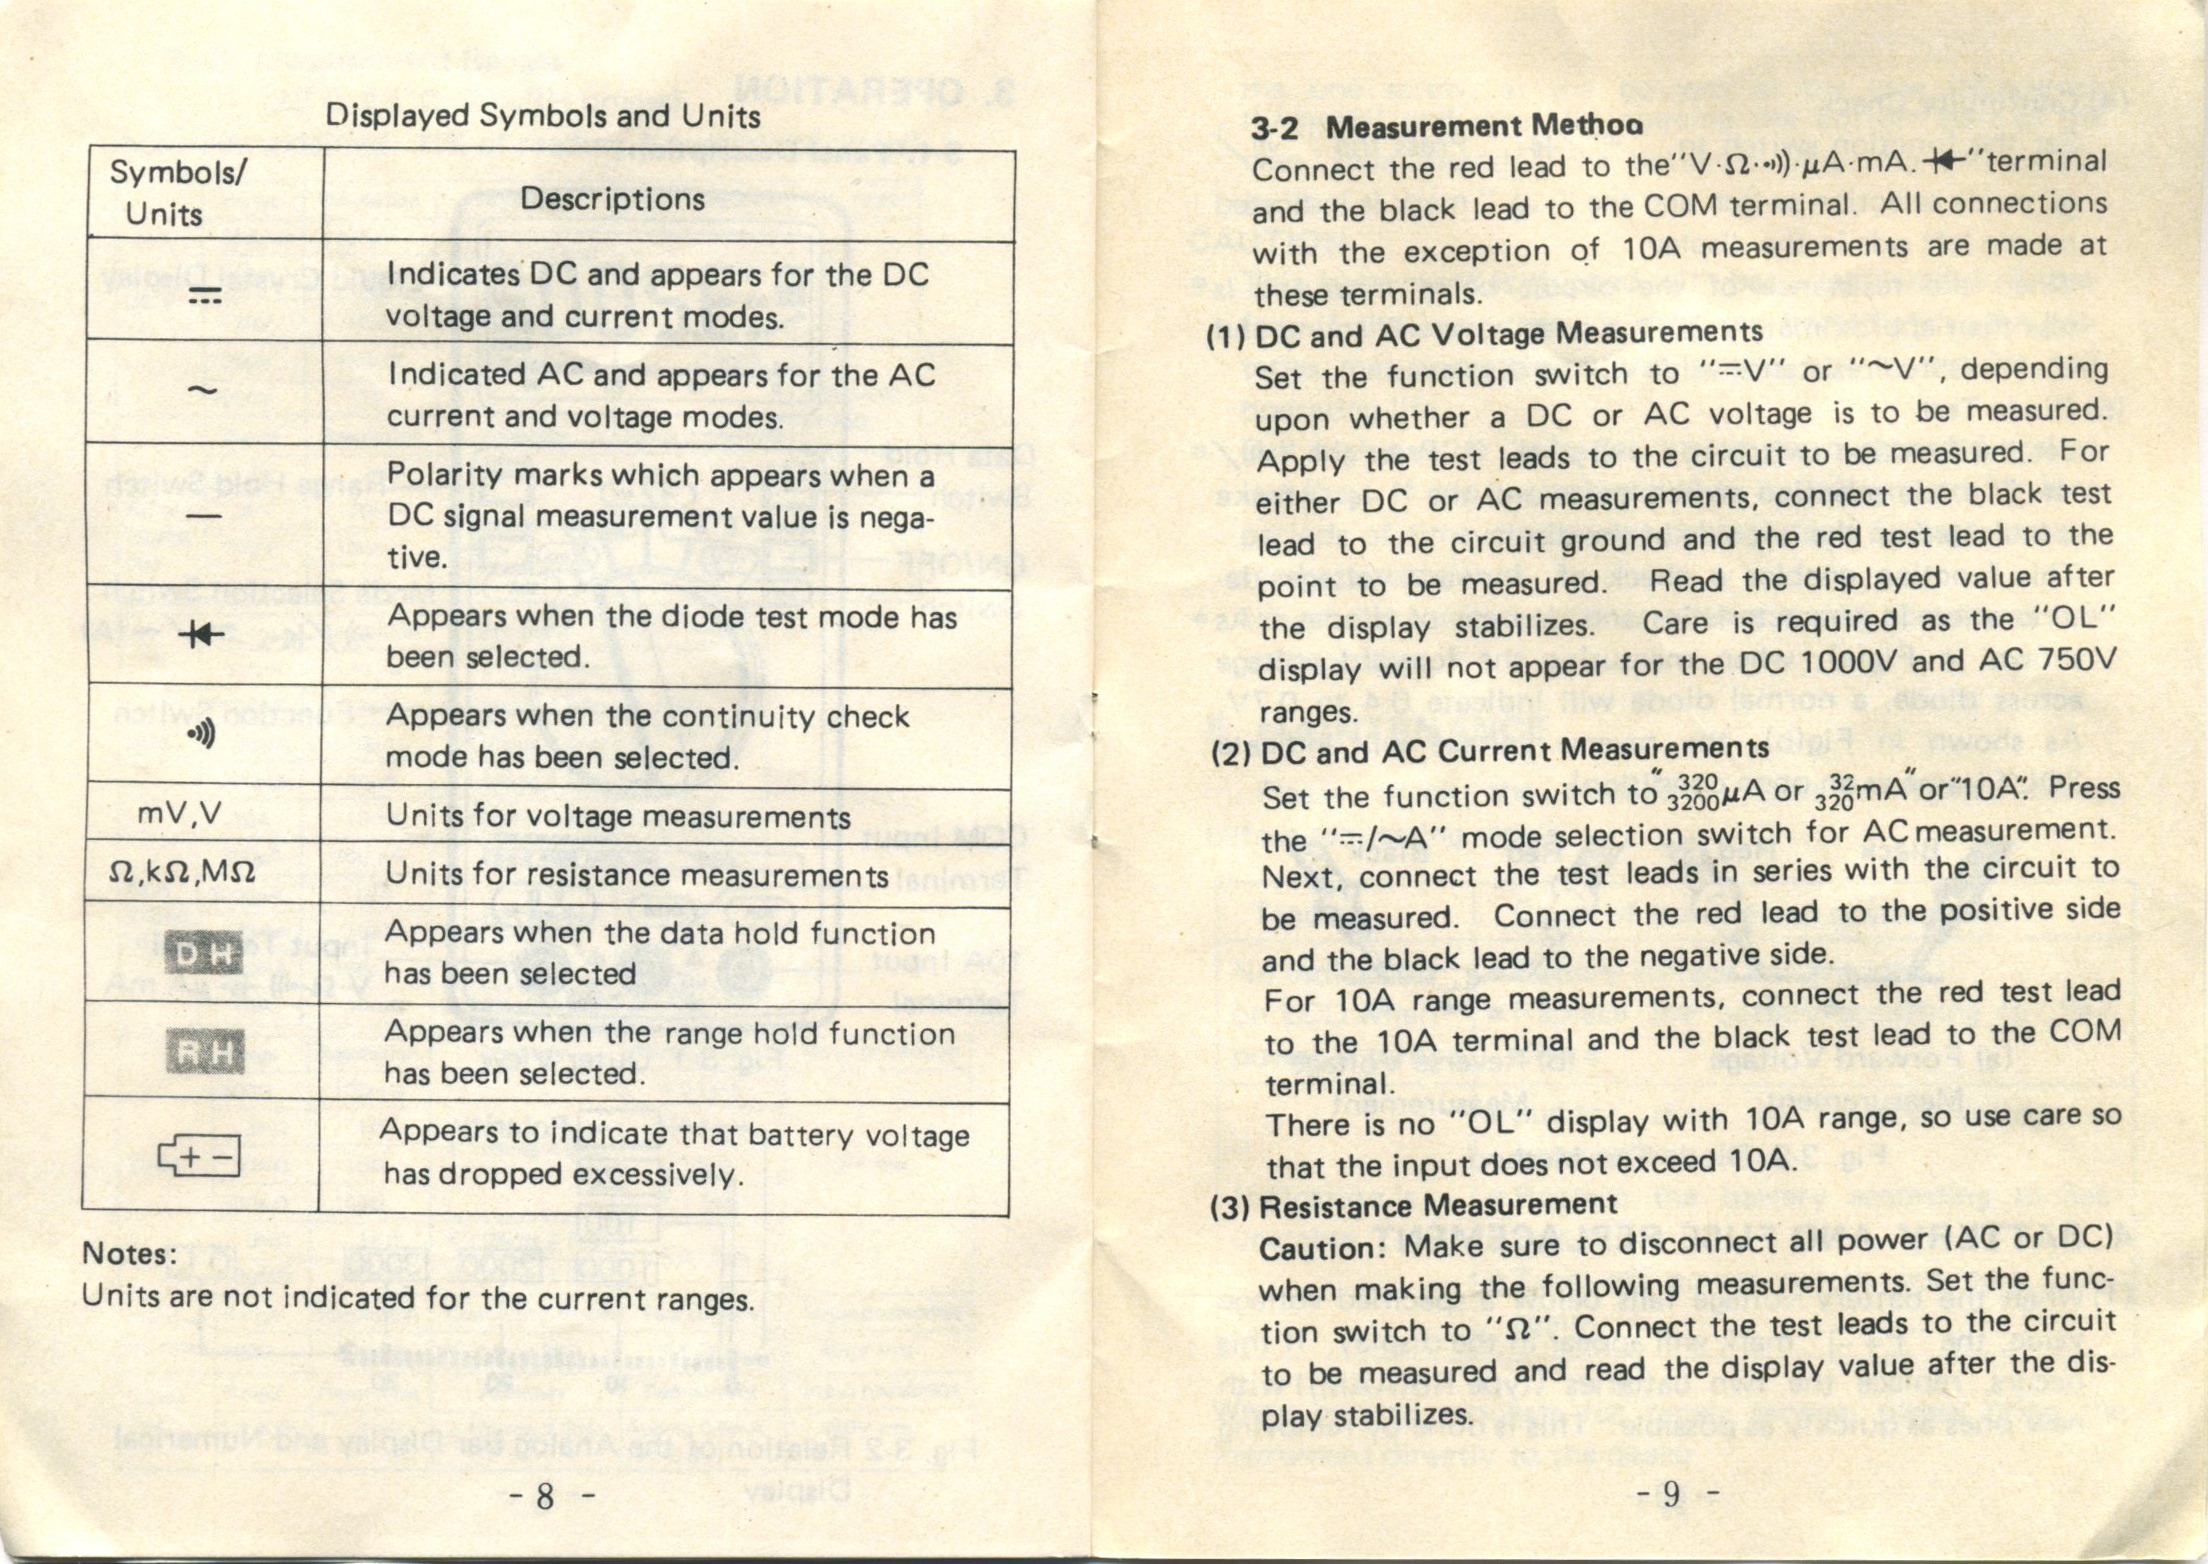 Displayed Symbols and Units
Symbols/
Units
Descriptions
⎓
Indicates DC and appears for the DC
voltage and current modes.
~
Indicated AC and appears for the AC
current and voltage modes.
—
Polarity marks which appears when a
DC signal measurement value is nega-
tive.
Appears when the diode test mode has
been selected.
•)))
Appears when the continuity check
mode has been selected.
mV,V
Units for voltage measurements
Ω,kΩ,MΩ
Units for resistance measurements
DH
Appears when the data hold function
has been selected
RH
Appears when the range hold function
has been selected.
+ −
Appears to indicate that battery voltage
has dropped excessively.
Notes:
Units are not indicated for the current ranges.
- 8 -
3-2 Measurement Method
Connect the red lead to the "V·Ω·•)))·μA·mA. " terminal
and the black lead to the COM terminal. All connections
with the exception of 10A measurements are made at
these terminals.
(1) DC and AC Voltage Measurements
Set the function switch to "⎓V" or "~V", depending
upon whether a DC or AC voltage is to be measured.
Apply the test leads to the circuit to be measured. For
either DC or AC measurements, connect the black test
lead to the circuit ground and the red test lead to the
point to be measured. Read the displayed value after
the display stabilizes. Care is required as the "OL"
display will not appear for the DC 1000V and AC 750V
ranges.
(2) DC and AC Current Measurements
Set the function switch to "320 3200 μA or 32 320 mA" or "10A". Press
the "⎓/~A" mode selection switch for AC measurement.
Next, connect the test leads in series with the circuit to
be measured. Connect the red lead to the positive side
and the black lead to the negative side.
For 10A range measurements, connect the red test lead
to the 10A terminal and the black test lead to the COM
terminal.
There is no "OL" display with 10A range, so use care so
that the input does not exceed 10A.
(3) Resistance Measurement
Caution: Make sure to disconnect all power (AC or DC)
when making the following measurements. Set the func-
tion switch to "Ω". Connect the test leads to the circuit
to be measured and read the display value after the dis-
play stabilizes.
- 9 -